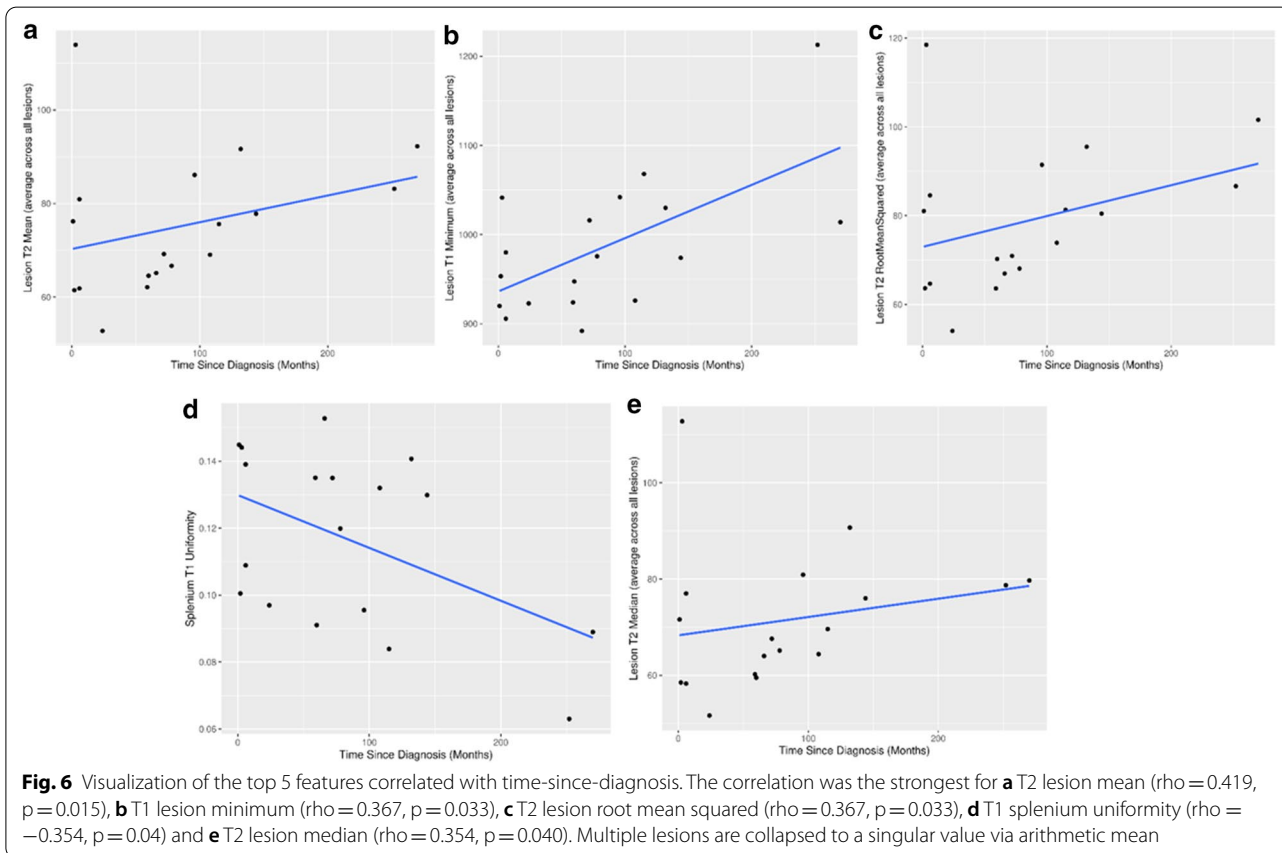 a
Lesion T2 Mean (average across all lesions)
100
80
60
0
100
200
Time Since Diagnosis (Months)
b
Lesion T1 Minimum (average across all lesions)
1200
1100
1000
900
0
100
200
Time Since Diagnosis (Months)
c
Lesion T2 RootMeanSquared (average across all lesions)
120
100
80
60
0
100
200
Time Since Diagnosis (Months)
d
Splenium T1 Uniformity
0.14
0.12
0.10
0.08
0.06
0
100
200
Time Since Diagnosis (Months)
e
Lesion T2 Median (average across all lesions)
100
80
60
0
100
200
Time Since Diagnosis (Months)
Fig. 6 Visualization of the top 5 features correlated with time-since-diagnosis. The correlation was the strongest for a T2 lesion mean (rho = 0.419,
p = 0.015), b T1 lesion minimum (rho = 0.367, p = 0.033), c T2 lesion root mean squared (rho = 0.367, p = 0.033), d T1 splenium uniformity (rho =
−0.354, p = 0.04) and e T2 lesion median (rho = 0.354, p = 0.040). Multiple lesions are collapsed to a singular value via arithmetic mean